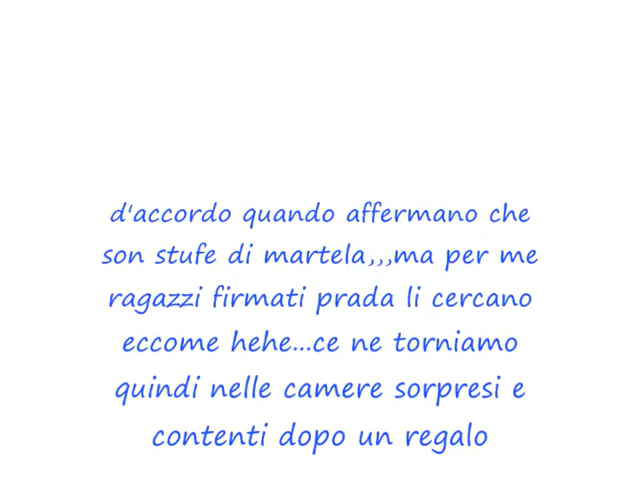 d'accordo quando affermano che
son stufe di martela,,,ma per me
ragazzi firmati prada li cercano
eccome hehe...ce ne torniamo
quindi nelle camere sorpresi e
contenti dopo un regalo